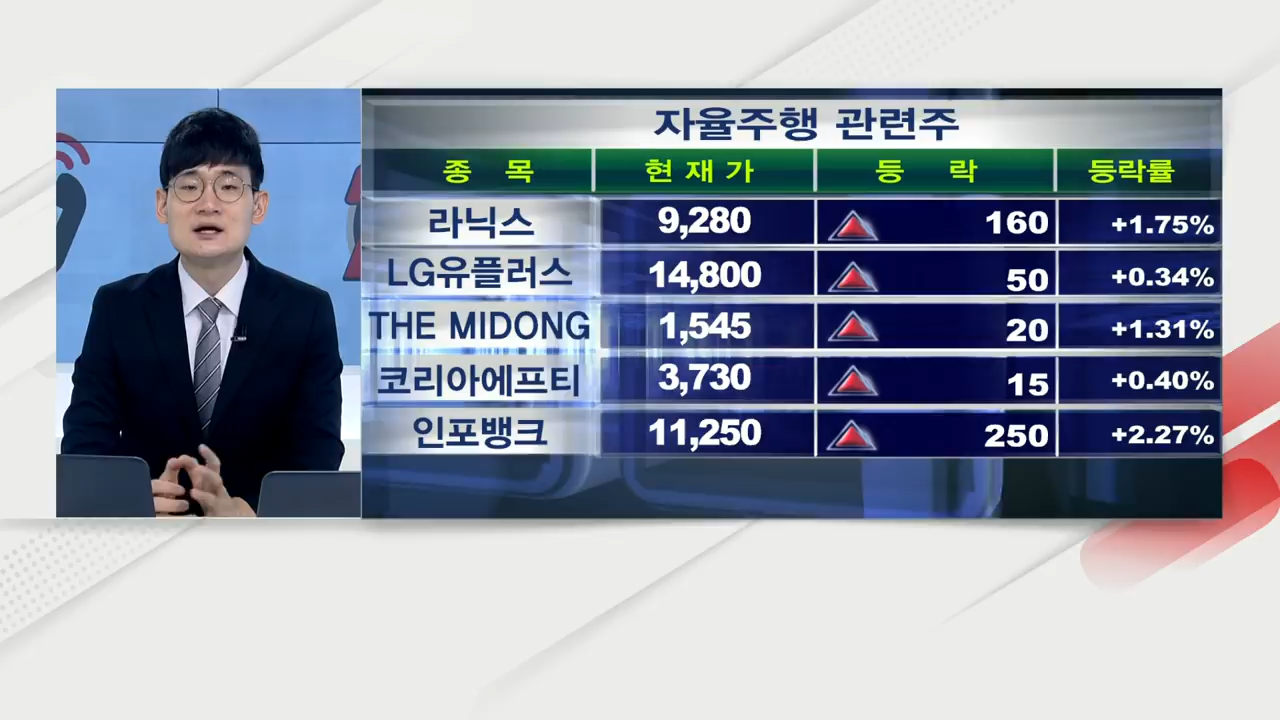 자율주행 관련주
종 목 현 재 가 등 락 등락률
라닉스 9,280 160 +1.75%
LG유플러스 14,800 50 +0.34%
THE MIDONG 1,545 20 +1.31%
코리아에프티 3,730 15 +0.40%
인포뱅크 11,250 250 +2.27%